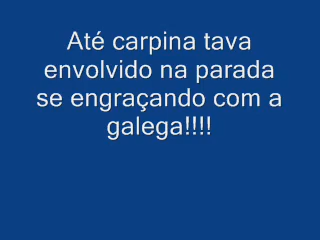 Até carpina tava
envolvido na parada
se engraçando com a
galega!!!!